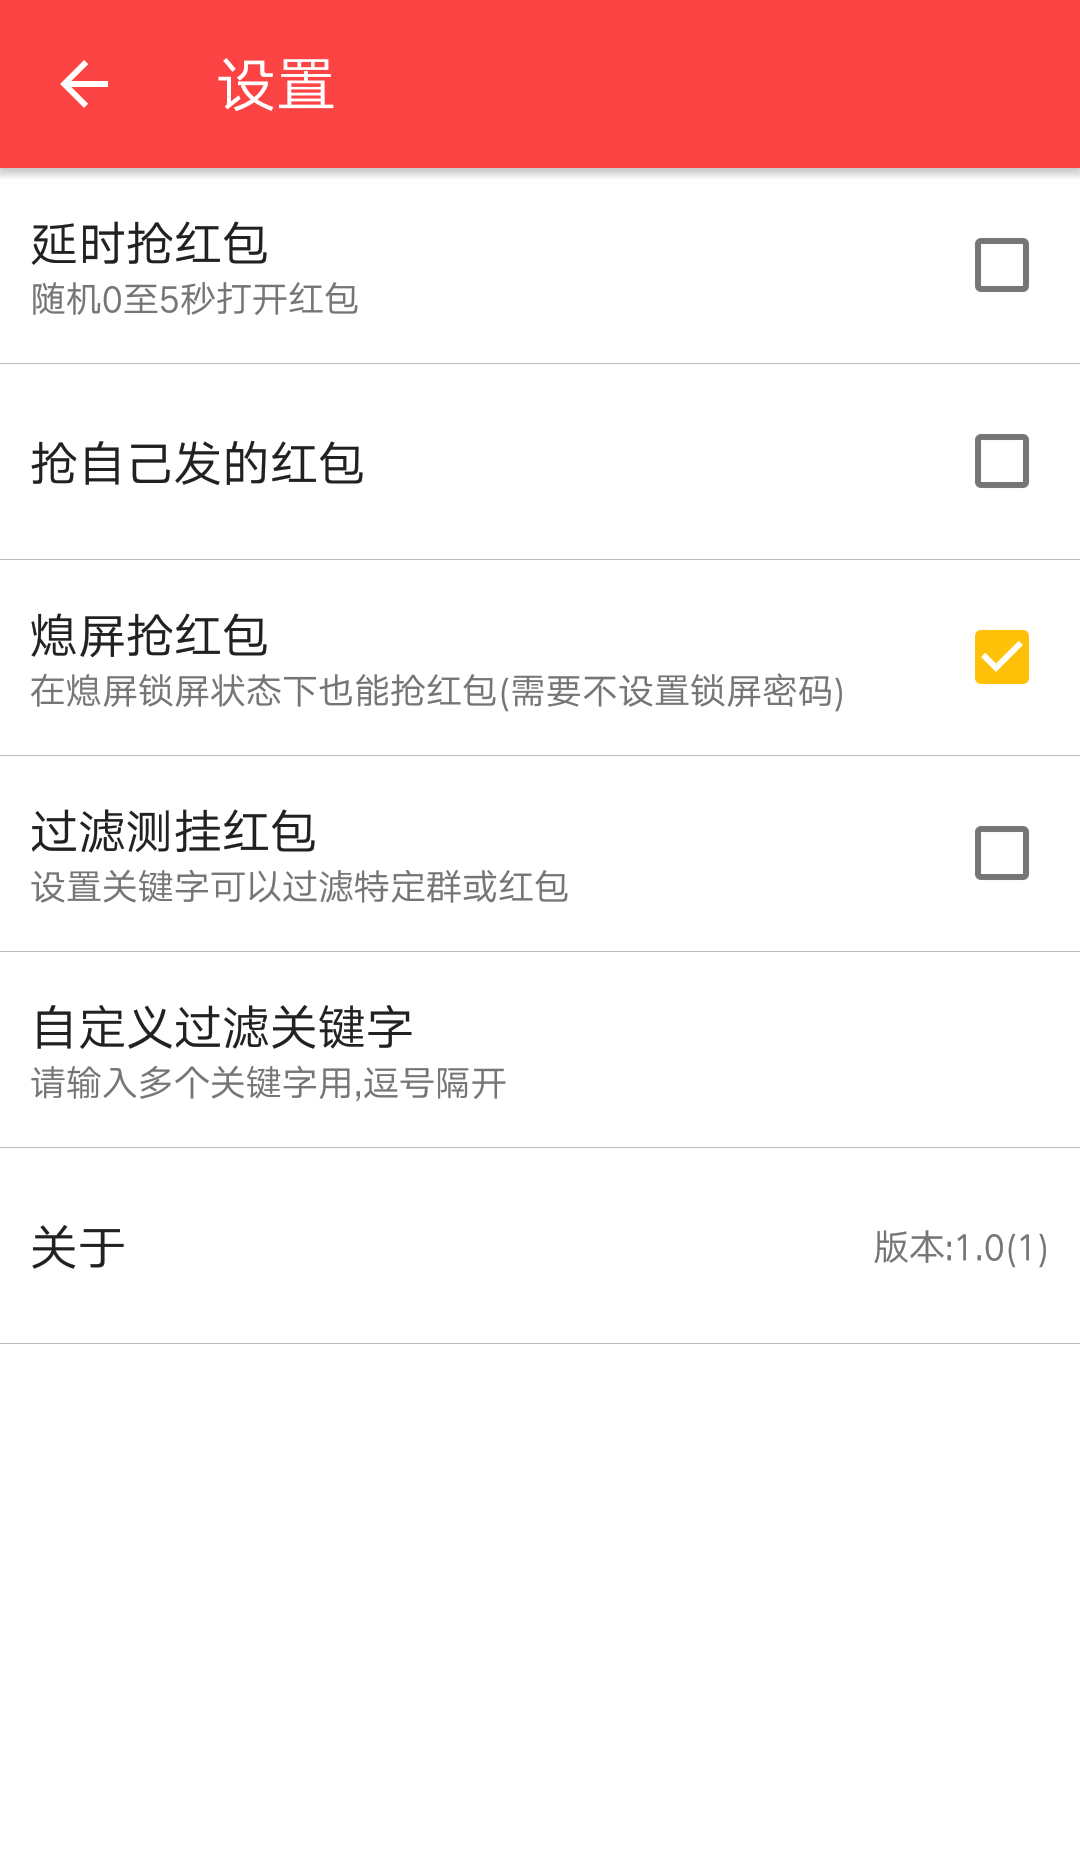 设置
延时抢红包
随机0至5秒打开红包
抢自己发的红包
熄屏抢红包
在熄屏锁屏状态下也能抢红包(需要不设置锁屏密码)
过滤测挂红包
设置关键字可以过滤特定群或红包
自定义过滤关键字
请输入多个关键字用,逗号隔开
关于
版本:1.0(1)